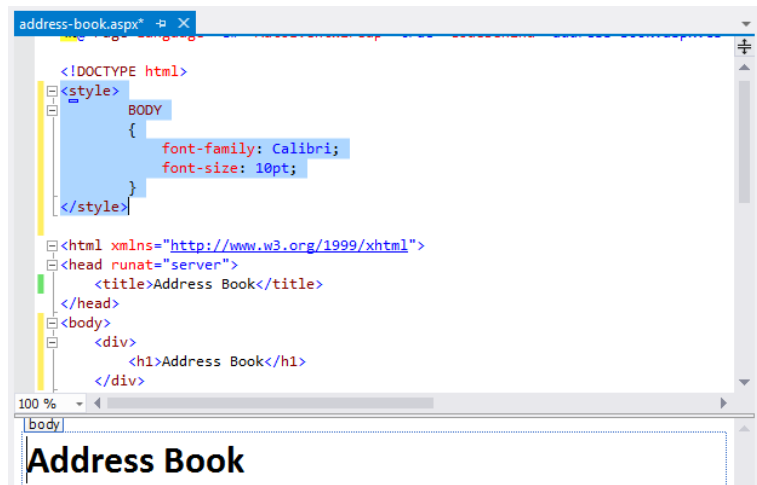 address-book.aspx*
<!DOCTYPE html>
<style>
BODY
{
font-family: Calibri;
font-size: 10pt;
}
</style>
<html xmlns="http://www.w3.org/1999/xhtml">
<head runat="server">
<title>Address Book</title>
</head>
<body>
<div>
<h1>Address Book</h1>
</div>
100 %
body
Address Book